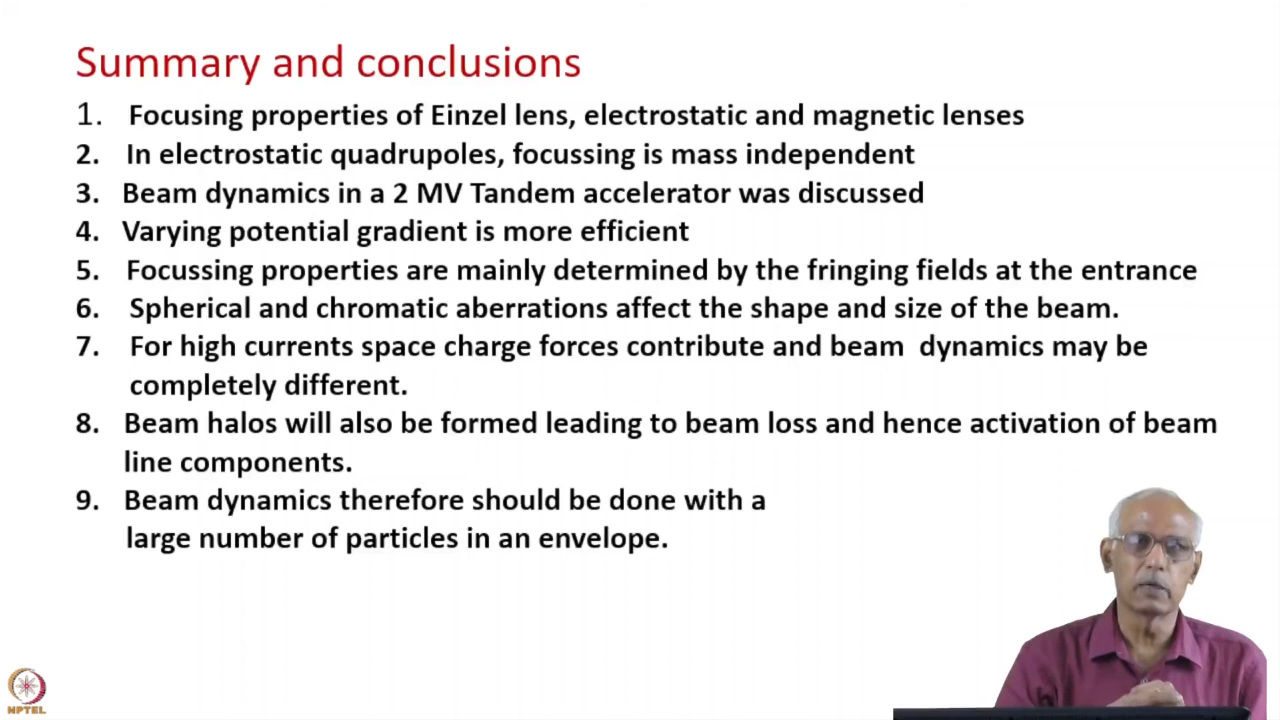 Summary and conclusions
1. Focusing properties of Einzel lens, electrostatic and magnetic lenses
2. In electrostatic quadrupoles, focussing is mass independent
3. Beam dynamics in a 2 MV Tandem accelerator was discussed
4. Varying potential gradient is more efficient
5. Focussing properties are mainly determined by the fringing fields at the entrance
6. Spherical and chromatic aberrations affect the shape and size of the beam.
7. For high currents space charge forces contribute and beam dynamics may be
completely different.
8. Beam halos will also be formed leading to beam loss and hence activation of beam
line components.
9. Beam dynamics therefore should be done with a
large number of particles in an envelope.
NPTEL